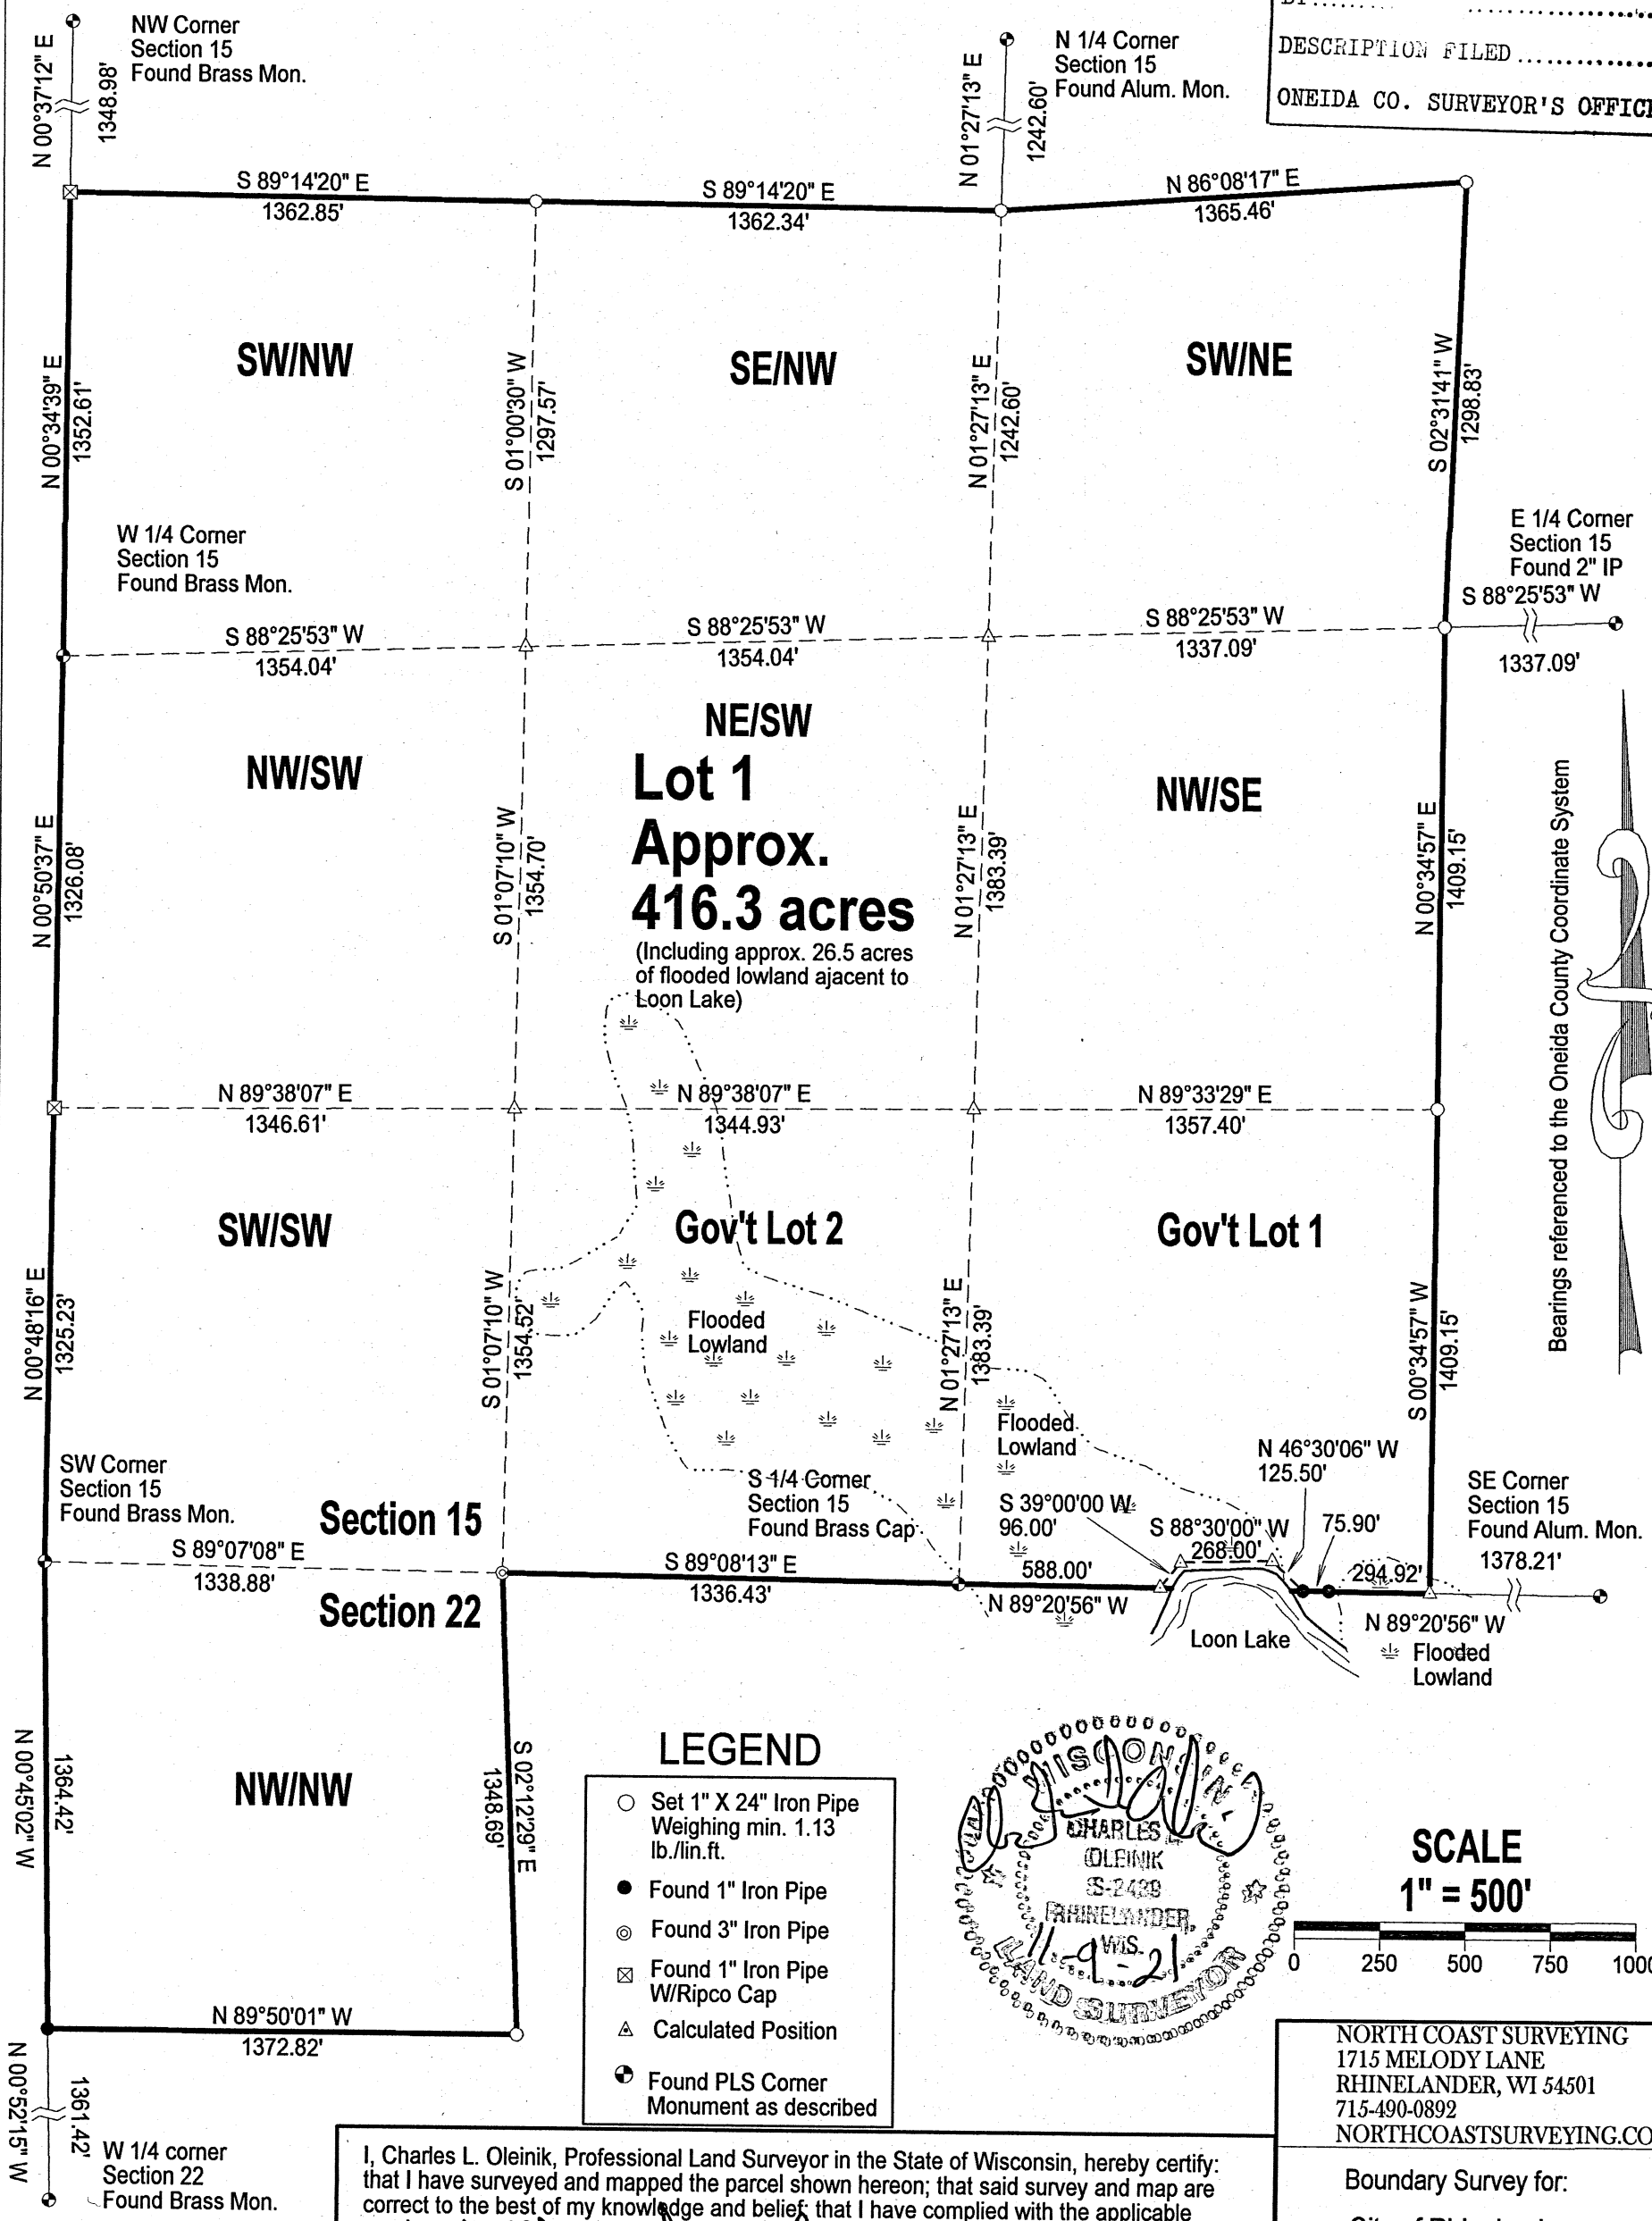 DESCRIPTION FILED
ONEIDA CO. SURVEYOR'S
NW Corner
Section 15
Found Brass Mon.
N 00°37'12" E
1348.98'
N 1/4 Corner
Section 15
Found Alum. Mon.
N 01°27'13" E
1242.60'
S 89°14'20" E
1362.85'
S 89°14'20" E
1362.34'
N 86°08'17" E
1365.46'
N 00°34'39" E
1352.61'
SW/NW
S 01°00'30" W
1297.57'
SE/NW
N 01°27'13" E
1242.60'
SW/NE
S 02°31'41" W
1298.83'
W 1/4 Corner
Section 15
Found Brass Mon.
E 1/4 Corner
Section 15
Found 2" IP
S 88°25'53" W
1337.09'
S 88°25'53" W
1354.04'
S 88°25'53" W
1354.04'
S 88°25'53" W
1337.09'
N 00°50'37" E
1326.08'
NW/SW
S 01°07'10" W
1354.70'
NE/SW
Lot 1
Approx.
416.3 acres
(Including approx. 26.5 acres
of flooded lowland ajacent to
Loon Lake)
N 01°27'13" E
1383.39'
NW/SE
N 00°34'57" E
1409.15'
Bearings referenced to the Oneida County Coordinate System
N 89°38'07" E
1346.61'
N 89°38'07" E
1344.93'
N 89°33'29" E
1357.40'
N 00°48'16" E
1325.23'
SW/SW
S 01°07'10" W
1354.52'
Gov't Lot 2
Flooded
Lowland
N 01°27'13" E
1383.39'
Gov't Lot 1
S 00°34'57" W
1409.15'
Flooded
Lowland
N 46°30'06" W
125.50'
SW Corner
Section 15
Found Brass Mon.
Section 15
S 1/4 Corner
Section 15
Found Brass Cap
S 39°00'00 W
96.00'
S 88°30'00" W
268.00'
75.90'
SE Corner
Section 15
Found Alum. Mon.
1378.21'
S 89°07'08" E
1338.88'
S 89°08'13" E
1336.43'
588.00'
N 89°20'56" W
294.92'
N 89°20'56" W
Section 22
Loon Lake
Flooded
Lowland
N 00°45'02" W
1364.42'
NW/NW
S 02°12'29" E
1348.69'
LEGEND
Set 1" X 24" Iron Pipe
Weighing min. 1.13
lb./lin.ft.
Found 1" Iron Pipe
Found 3" Iron Pipe
Found 1" Iron Pipe
W/Ripco Cap
Calculated Position
Found PLS Corner
Monument as described
WISCONSIN
CHARLES L
OLEINIK
S-2439
RHINELANDER,
WIS.
11-9-21
LAND SURVEYOR
SCALE
1" = 500'
0 250 500 750
N 89°50'01" W
1372.82'
N 00°52'15" W
1361.42'
W 1/4 corner
Section 22
Found Brass Mon.
I, Charles L. Oleinik, Professional Land Surveyor in the State of Wisconsin, hereby certify:
that I have surveyed and mapped the parcel shown hereon; that said survey and map are
correct to the best of my knowledge and belief; that I have complied with the applicable
NORTH COAST SURVEYING
1715 MELODY LANE
RHINELANDER, WI 54501
715-490-0892
Boundary Survey for: